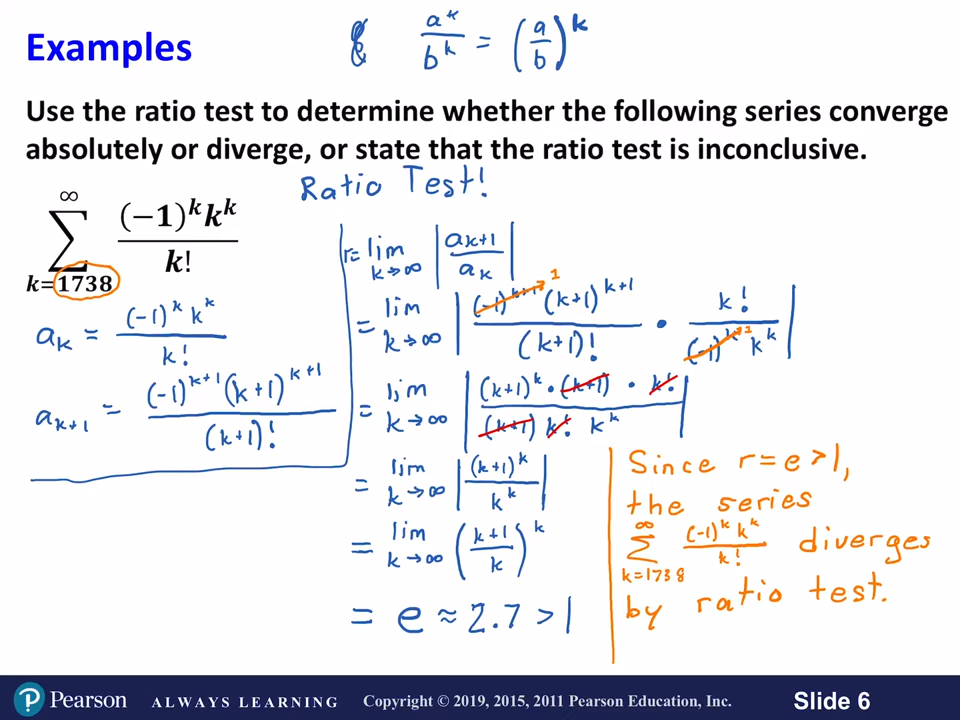 Examples
a^k / b^k = (a/b)^k
Use the ratio test to determine whether the following series converge
absolutely or diverge, or state that the ratio test is inconclusive.
Ratio Test!
∑_{k=1738}^{∞} (−1)^k k^k / k!
a_k = (-1)^k k^k / k!
a_{k+1} = (-1)^{k+1} (k+1)^{k+1} / (k+1)!
r = lim_{k→∞} |a_{k+1} / a_k|
= lim_{k→∞} | (-1)^{k+1} 1 (k+1)^{k+1} / (k+1)! • k! / (-1)^k 1 k^k |
= lim_{k→∞} | (k+1)^k • (k+1) • k! / (k+1) k! k^k |
= lim_{k→∞} | (k+1)^k / k^k |
= lim_{k→∞} ( k+1 / k )^k
= e ≈ 2.7 > 1
Since r = e > 1,
the series
∑_{k=1738}^{∞} (-1)^k k^k / k! diverges
by ratio test.
P Pearson
ALWAYS LEARNING
Copyright © 2019, 2015, 2011 Pearson Education, Inc.
Slide 6